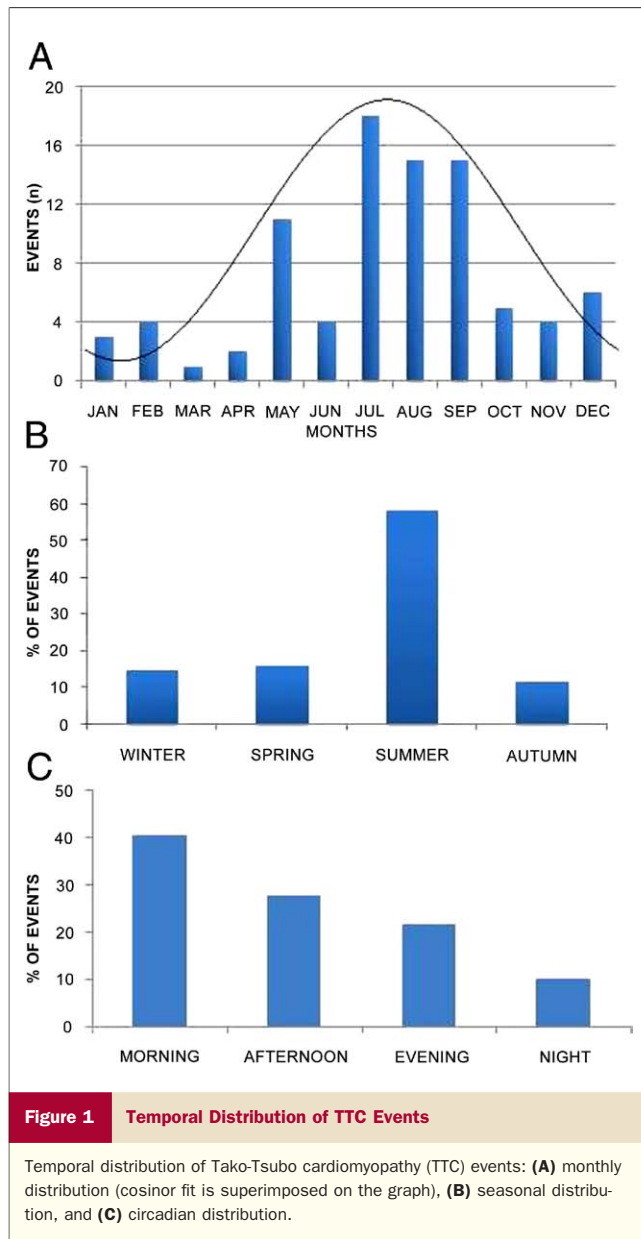 A
20
16
12
8
4
0
EVENTS (n)
JAN FEB MAR APR MAY JUN JUL AUG SEP OCT NOV DEC
MONTHS
B
70
60
50
40
30
20
10
0
% OF EVENTS
WINTER SPRING SUMMER AUTUMN
C
50
40
30
20
10
0
% OF EVENTS
MORNING AFTERNOON EVENING NIGHT
Figure 1 Temporal Distribution of TTC Events
Temporal distribution of Tako-Tsubo cardiomyopathy (TTC) events: (A) monthly
distribution (cosinor fit is superimposed on the graph), (B) seasonal distribu-
tion, and (C) circadian distribution.